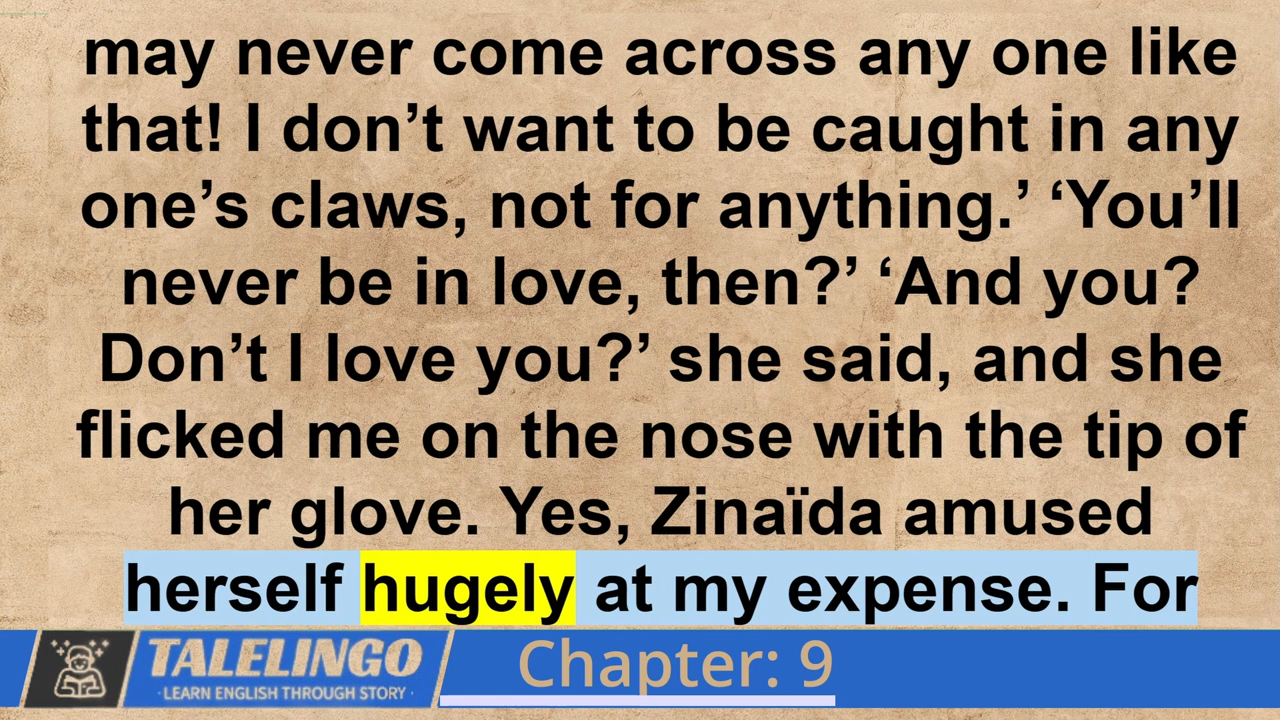 may never come across any one like
that! I don’t want to be caught in any
one’s claws, not for anything.’ ‘You’ll
never be in love, then?’ ‘And you?
Don’t I love you?’ she said, and she
flicked me on the nose with the tip of
her glove. Yes, Zinaïda amused
herself hugely at my expense. For
TALELINGO
· LEARN ENGLISH THROUGH STORY ·
Chapter: 9